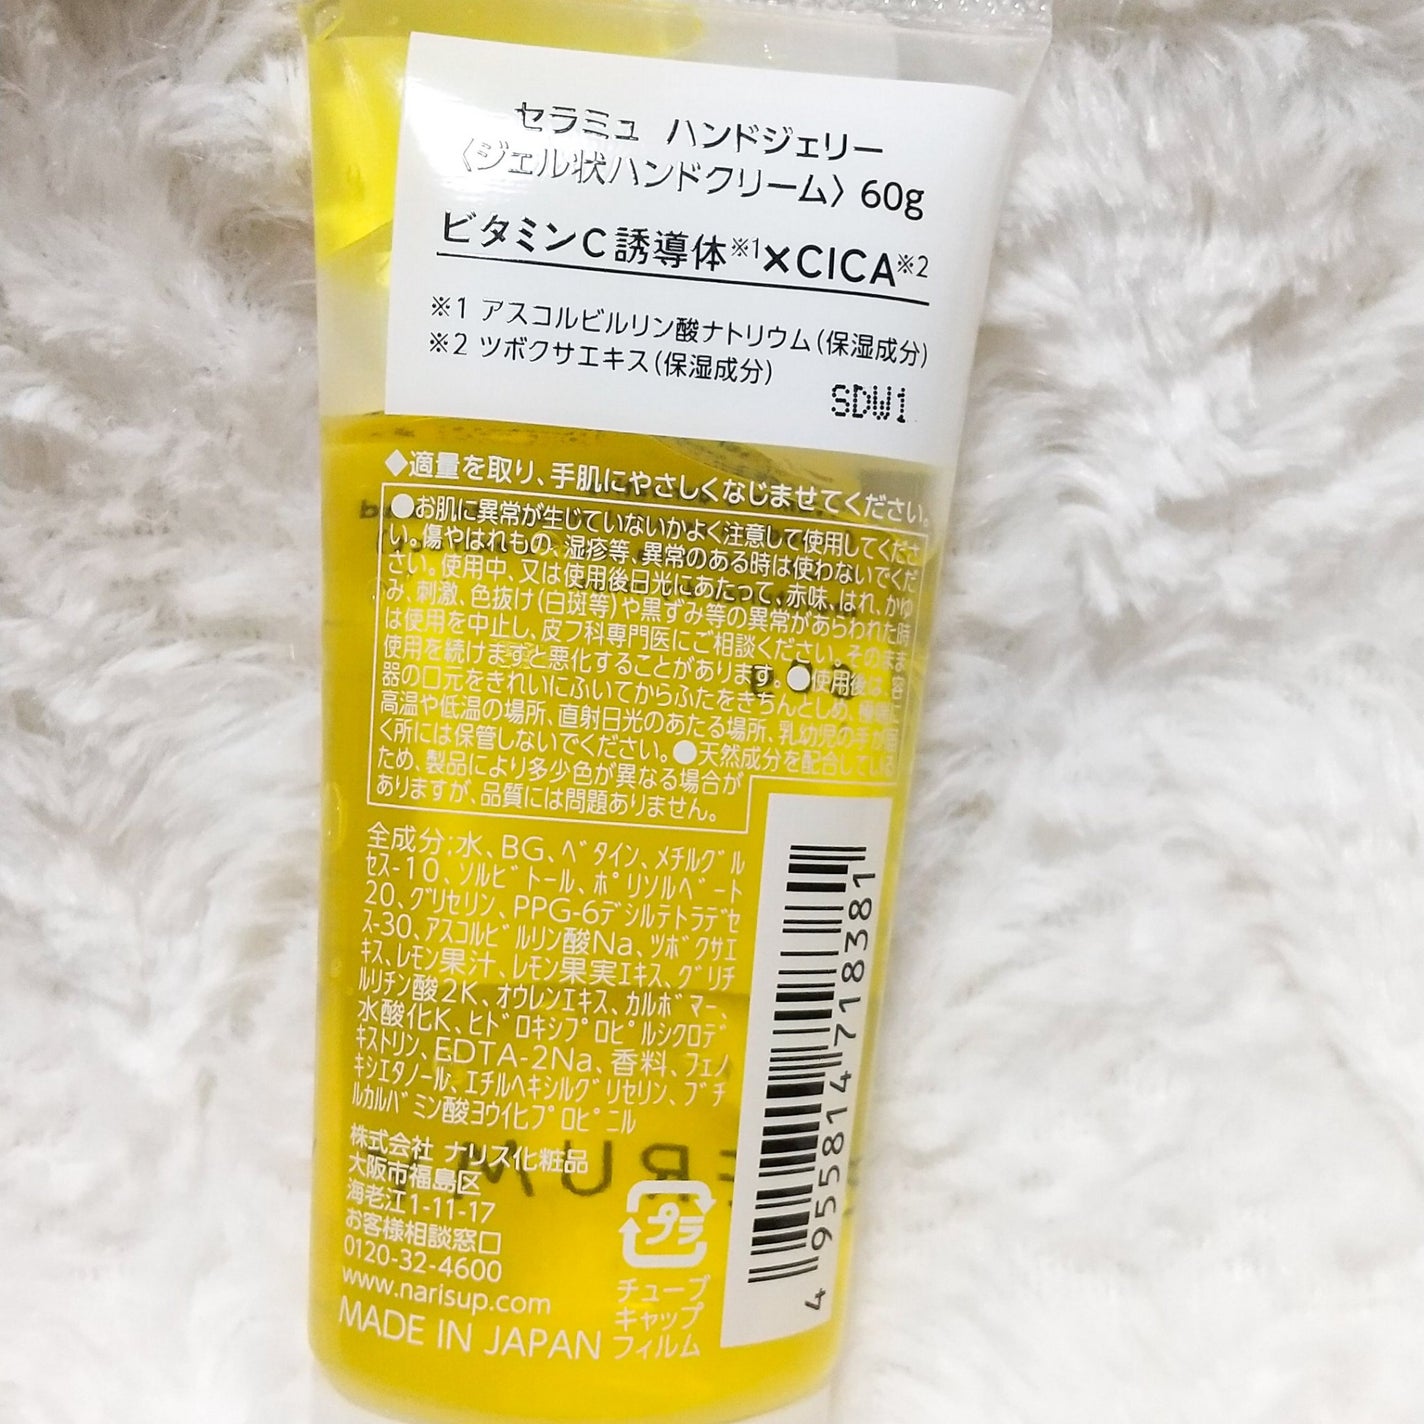 セラミュ ハンドジェリー
〈ジェル状ハンドクリーム〉60g
ビタミンC誘導体※1×CICA※2
※1 アスコルビルリン酸ナトリウム(保湿成分)
※2 ツボクサエキス(保湿成分)
SDW1
◆適量を取り、手肌にやさしくなじませてください。
●お肌に異常が生じていないかよく注意して使用してくださ
い。傷やはれもの、湿疹等、異常のある時は使わないでくだ
さい。使用中、又は使用後日光にあたって、赤味、はれ、かゆ
み、刺激、色抜け(白斑等)や黒ずみ等の異常があらわれた時
は使用を中止し、皮フ科専門医にご相談ください。そのまま
使用を続けますと悪化することがあります。●使用後は、容
器の口元をきれいにふいてからふたをきちんとしめ、極端に
高温や低温の場所、直射日光のあたる場所、乳幼児の手が届
く所には保管しないでください。●天然成分を配合している
ため、製品により多少色が異なる場合が
ありますが、品質には問題ありません。
全成分:水、BG、ベタイン、メチルグル
セス-10、ソルビトール、ポリソルベート
20、グリセリン、PPG-6デシルテトラデセ
ス-30、アスコルビルリン酸Na、ツボクサエ
キス、レモン果汁、レモン果実エキス、グリチ
ルリチン酸2K、オウレンエキス、カルボマー、
水酸化K、ヒドロキシプロピルシクロデ
キストリン、EDTA-2Na、香料、フェノ
キシエタノール、エチルヘキシルグリセリン、ブチ
ルカルバミン酸ヨウ化プロピニル
株式会社 ナリス化粧品
大阪市福島区
海老江1-11-17
お客様相談窓口
0120-32-4600
www.narisup.com
MADE IN JAPAN
プラ
チューブ
キャップ
フィルム
4 955814 718381